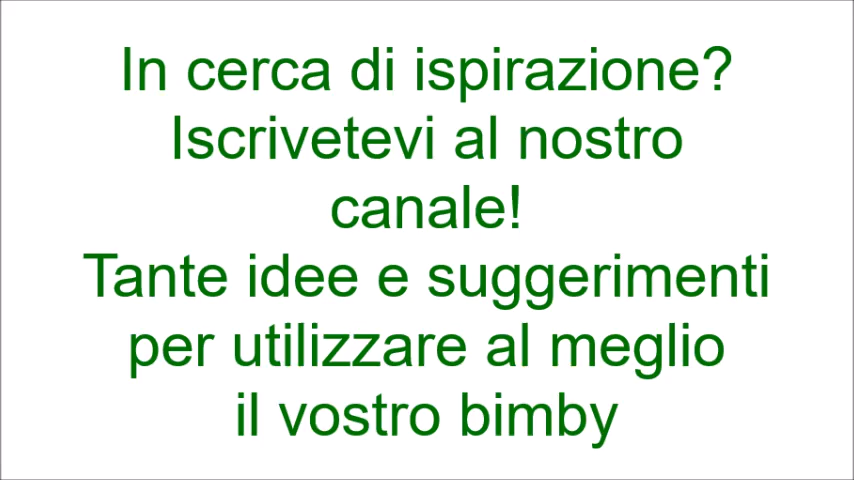 In cerca di ispirazione?
Iscrivetevi al nostro
canale!
Tante idee e suggerimenti
per utilizzare al meglio
il vostro bimby